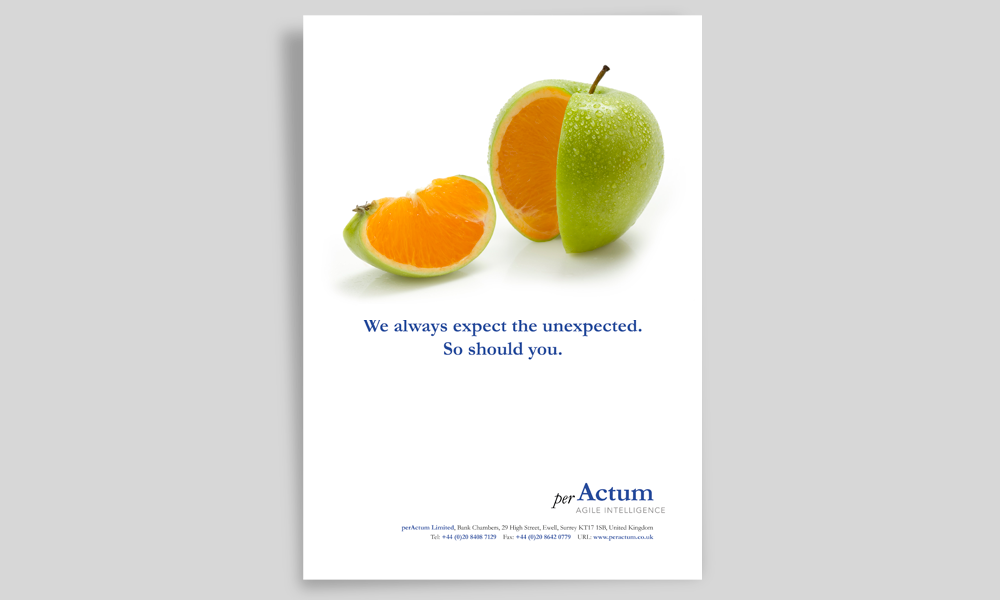 We always expect the unexpected.
So should you.
per Actum
AGILE INTELLIGENCE
perActum Limited, Bank Chambers, 29 High Street, Ewell, Surrey KT17 1SB, United Kingdom
Tel: +44 (0)20 8408 7129 Fax: +44 (0)20 8642 0779 URL: www.peractum.co.uk